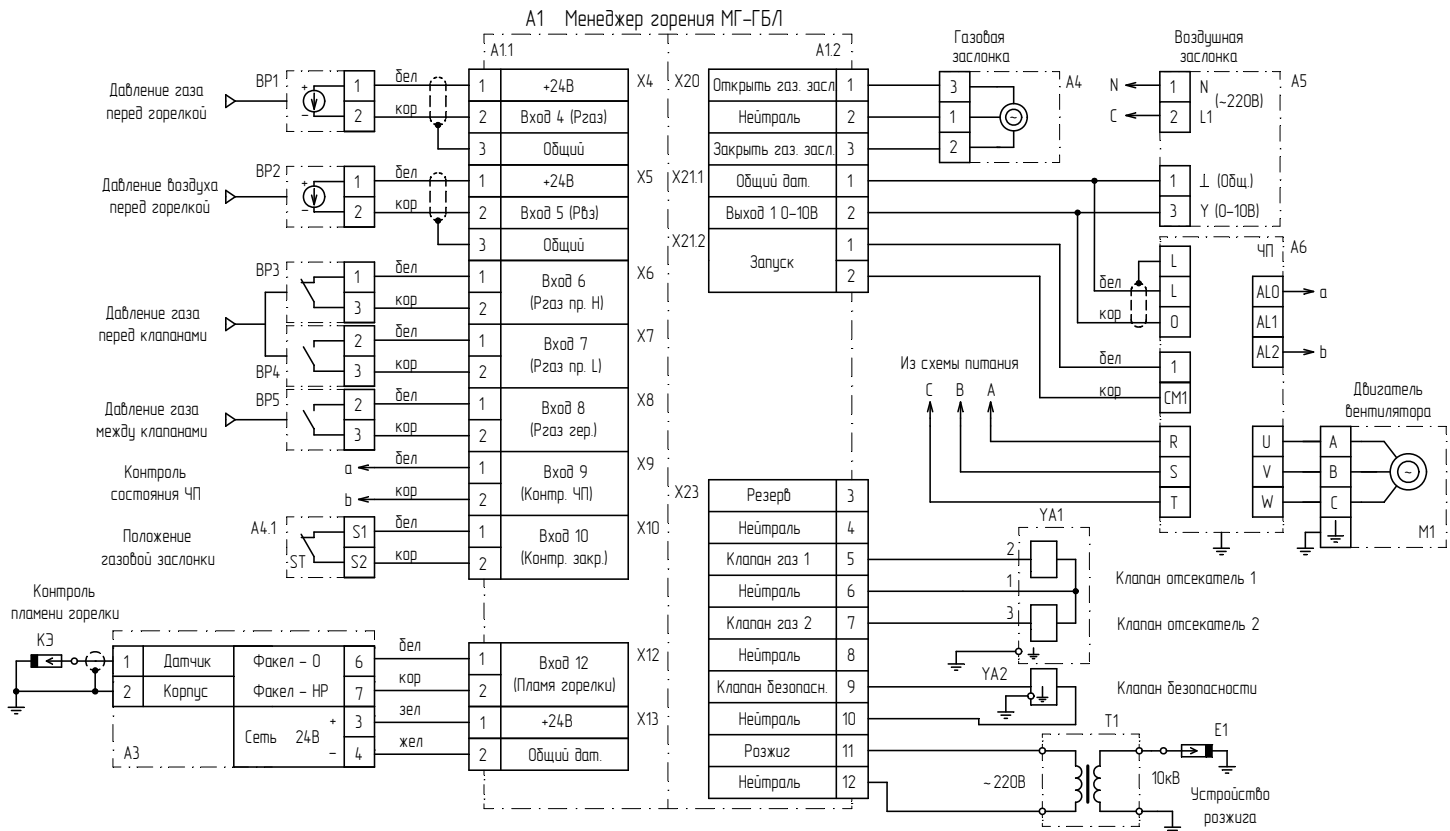 А1 Менеджер горения МГ-ГБЛ
А1.1
А1.2
Давление газа
перед горелкой
BP1
+
-
1
2
бел
кор
1 +24В
2 Вход 4 (Ргаз)
3 Общий
X4
Давление воздуха
перед горелкой
BP2
+
-
1
2
бел
кор
1 +24В
2 Вход 5 (Рвз)
3 Общий
X5
Давление газа
перед клапанами
BP3
1
3
бел
кор
1
2
Вход 6
(Ргаз пр. Н)
X6
BP4
2
3
бел
кор
1
2
Вход 7
(Ргаз пр. L)
X7
Давление газа
между клапанами
BP5
2
3
бел
кор
1
2
Вход 8
(Ргаз гер.)
X8
Контроль
состояния ЧП
a
b
бел
кор
1
2
Вход 9
(Контр. ЧП)
X9
Положение
газовой заслонки
А4.1
ST
S1
S2
бел
кор
1
2
Вход 10
(Контр. закр.)
X10
Контроль
пламени горелки
КЭ
1 Датчик Факел - О 6
2 Корпус Факел - НР 7
Сеть 24В
+ 3
- 4
А3
бел
кор
зел
жел
1
2
Вход 12
(Пламя горелки)
X12
1 +24В
2 Общий дат.
X13
X20
Открыть газ. засл. 1
Нейтраль 2
Закрыть газ. засл. 3
X21.1
Общий дат. 1
Выход 1 0-10В 2
X21.2
Запуск
1
2
X23
Резерв 3
Нейтраль 4
Клапан газ 1 5
Нейтраль 6
Клапан газ 2 7
Нейтраль 8
Клапан безопасн. 9
Нейтраль 10
Розжиг 11
Нейтраль 12
Газовая
заслонка
3
1
2
~
А4
Воздушная
заслонка
А5
N
C
1 N
2 L1
(~220В)
1 ⊥ (Общ.)
3 Y (0-10В)
ЧП
А6
L
L
O
бел
кор
1
CM1
бел
кор
AL0
AL1
AL2
a
b
Из схемы питания
C B A
R
S
T
U
V
W
A
B
C
~
Двигатель
вентилятора
M1
YA1
2
1
3
Клапан отсекатель 1
Клапан отсекатель 2
YA2
Клапан безопасности
T1
~220В
10кВ
E1
Устройство
розжига